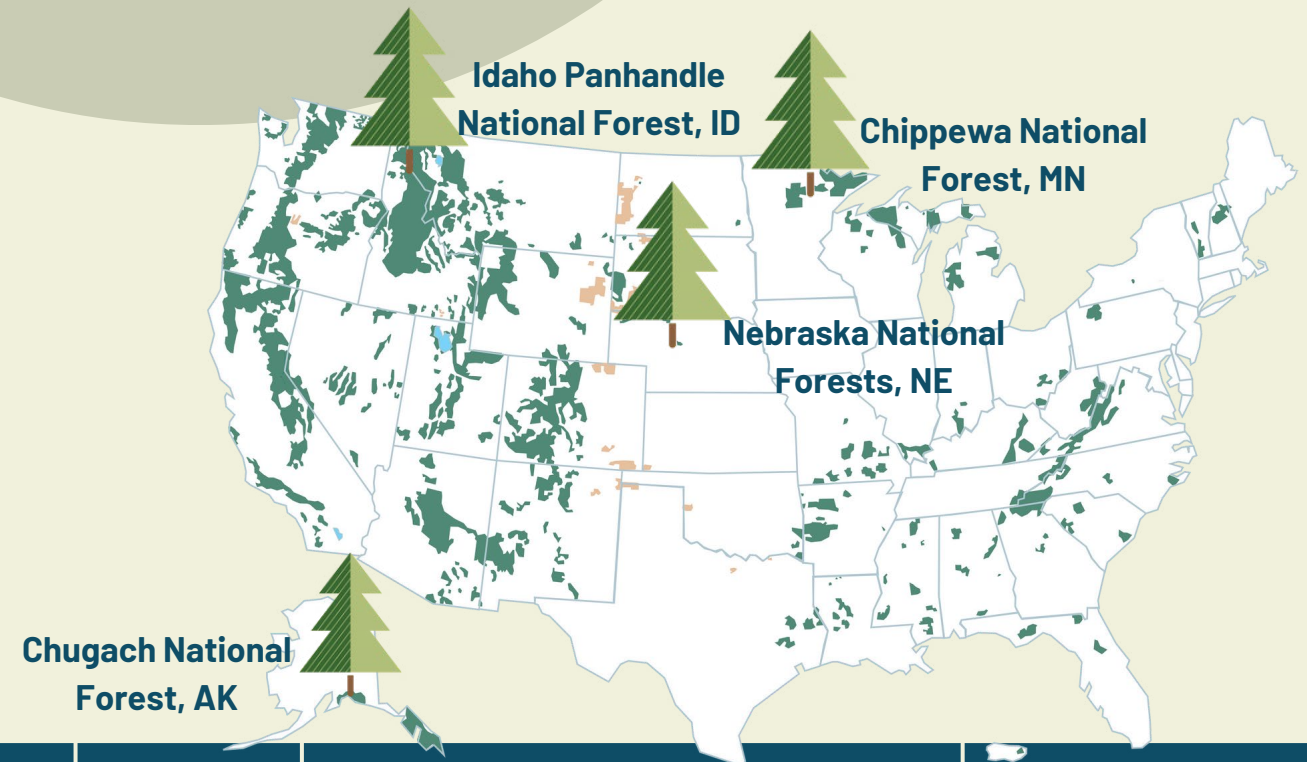 Idaho Panhandle
National Forest, ID
Chippewa National
Forest, MN
Nebraska National
Forests, NE
Chugach National
Forest, AK